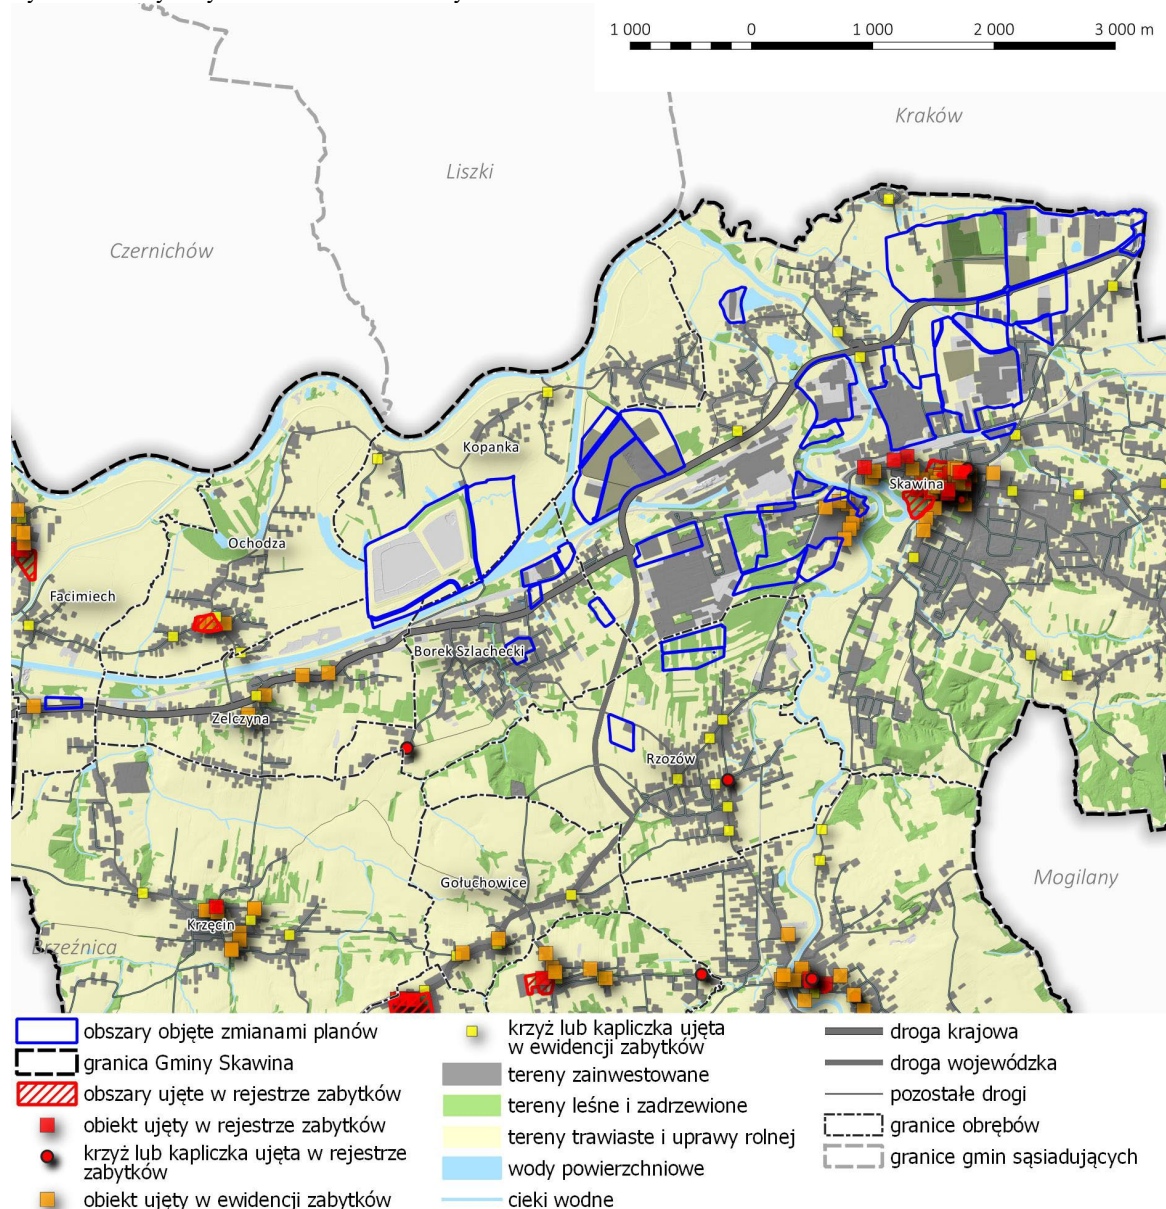 1 000 0 1 000 2 000 3 000 m
Kraków
Liszki
Czernichów
Kopanka
Skawina
Ochodza
Facimiech
Borek Szlachecki
Zelczyna
Rzozów
Gołuchowice
Mogilany
Krzęcin
Brzeźnica
obszary objęte zmianami planów
granica Gminy Skawina
obszary ujęte w rejestrze zabytków
obiekt ujęty w rejestrze zabytków
krzyż lub kapliczka ujęta w rejestrze
zabytków
obiekt ujęty w ewidencji zabytków
krzyż lub kapliczka ujęta
w ewidencji zabytków
tereny zainwestowane
tereny leśne i zadrzewione
tereny trawiaste i uprawy rolnej
wody powierzchniowe
cieki wodne
droga krajowa
droga wojewódzka
pozostałe drogi
granice obrębów
granice gmin sąsiadujących